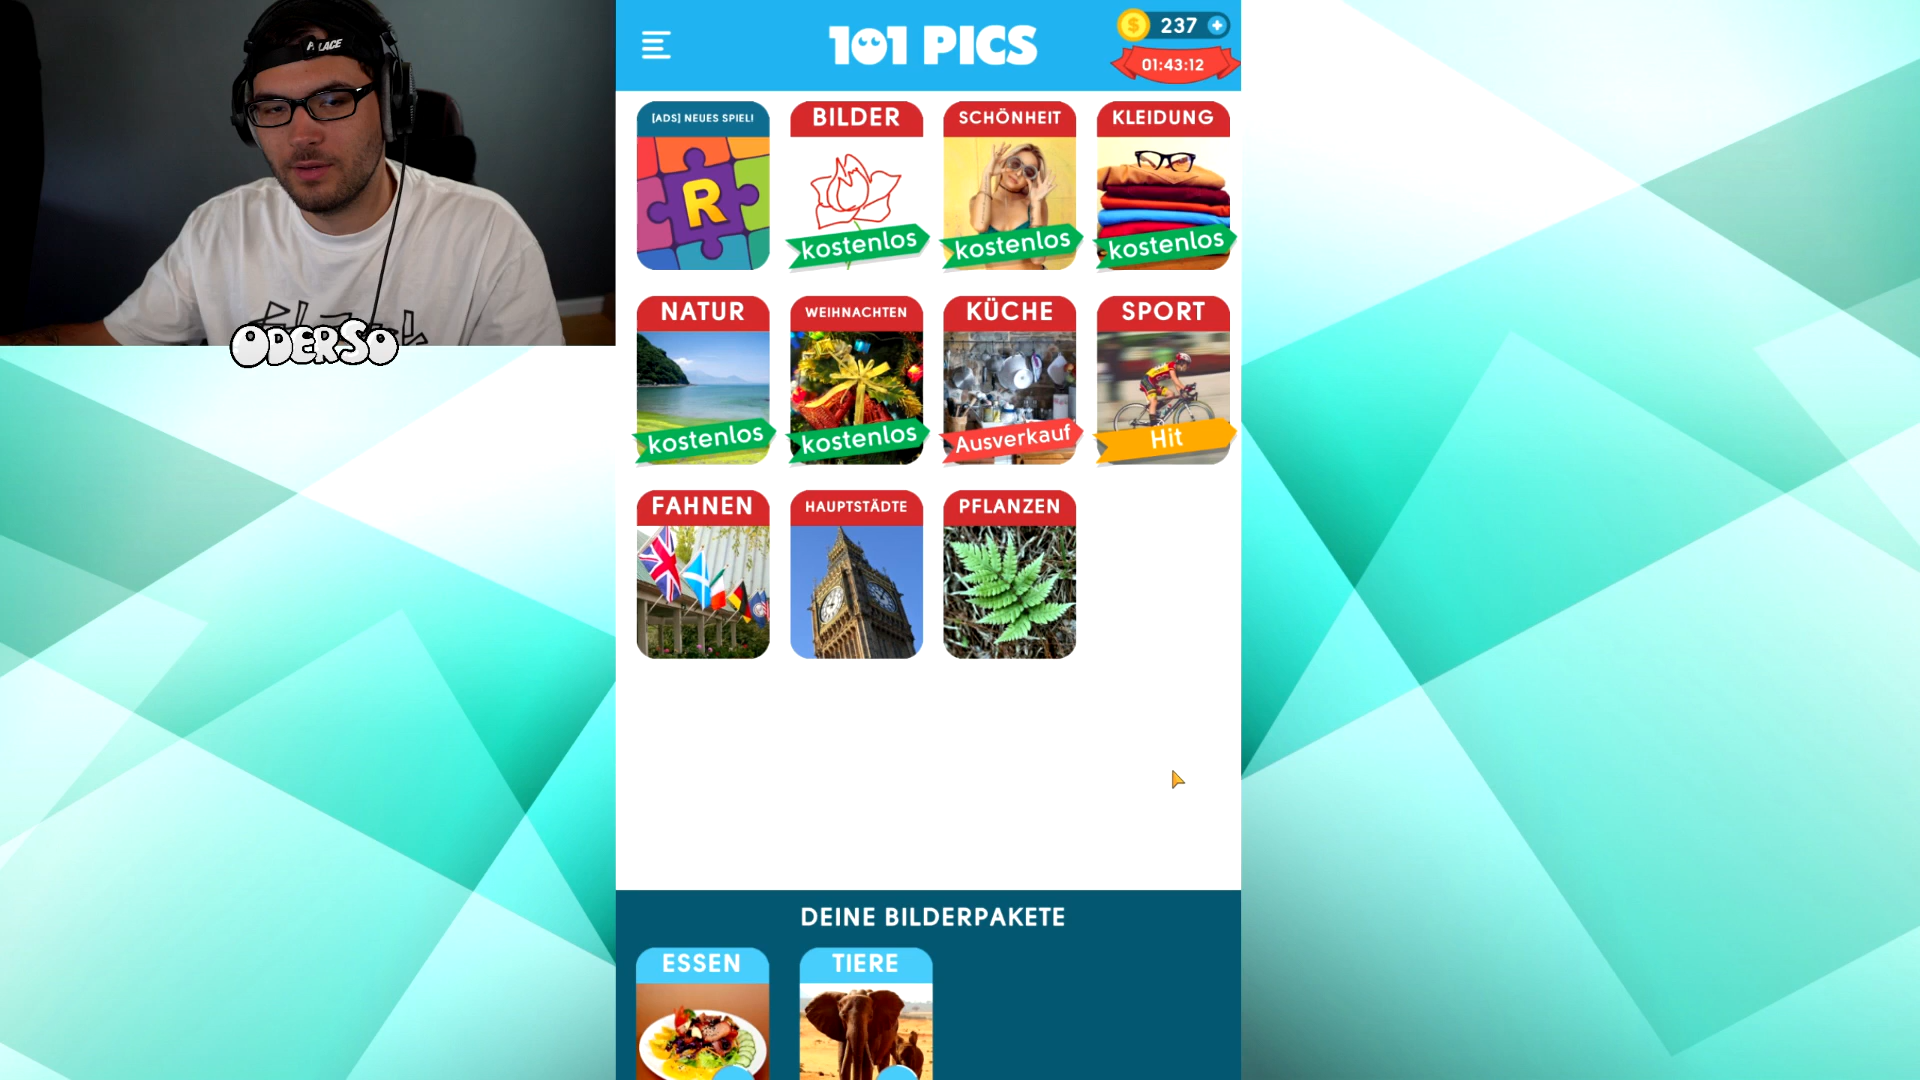 PALACE
ODERSO
101 PICS
237
01:43:12
[ADS] NEUES SPIEL!
BILDER
SCHÖNHEIT
KLEIDUNG
R
kostenlos
kostenlos
kostenlos
NATUR
WEIHNACHTEN
KÜCHE
SPORT
kostenlos
kostenlos
Ausverkauf
Hit
FAHNEN
HAUPTSTÄDTE
PFLANZEN
DEINE BILDERPAKETE
ESSEN
TIERE